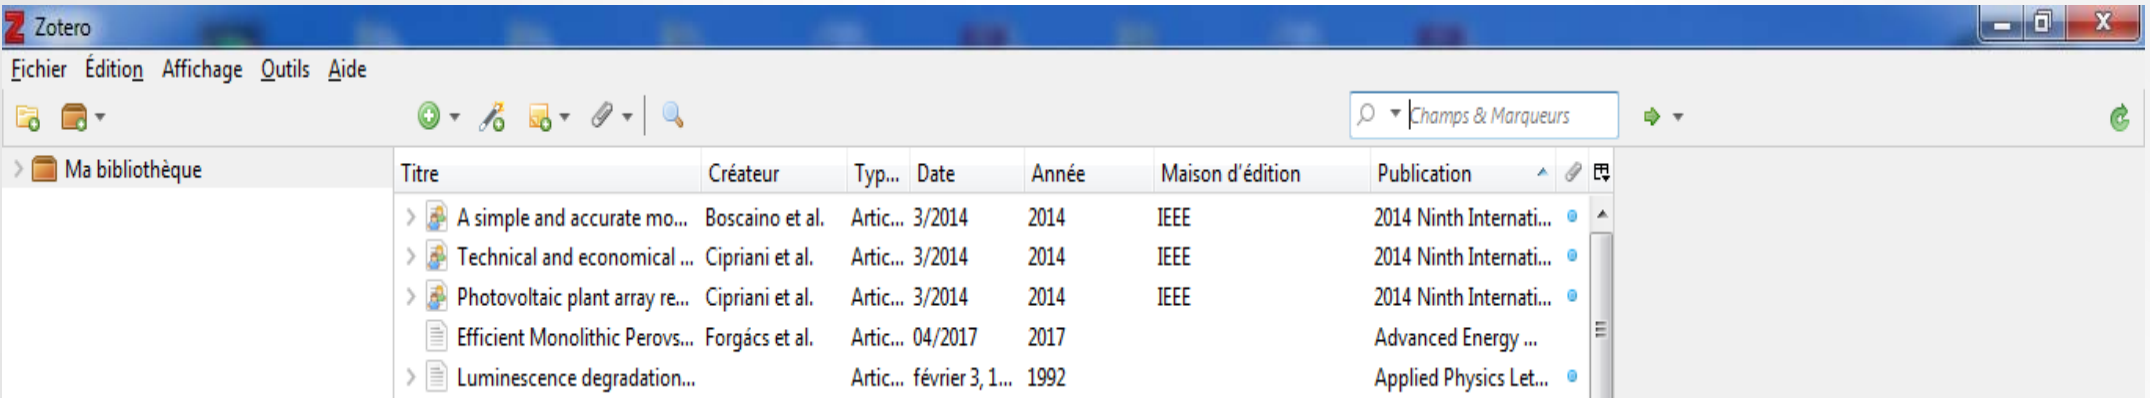 Zotero
Fichier Édition Affichage Outils Aide
Champs & Marqueurs
Ma bibliothèque
Titre Créateur Typ... Date Année Maison d'édition Publication
A simple and accurate mo... Boscaino et al. Artic... 3/2014 2014 IEEE 2014 Ninth Internati...
Technical and economical ... Cipriani et al. Artic... 3/2014 2014 IEEE 2014 Ninth Internati...
Photovoltaic plant array re... Cipriani et al. Artic... 3/2014 2014 IEEE 2014 Ninth Internati...
Efficient Monolithic Perovs... Forgács et al. Artic... 04/2017 2017 Advanced Energy ...
Luminescence degradation... Artic... février 3, 1... 1992 Applied Physics Let...